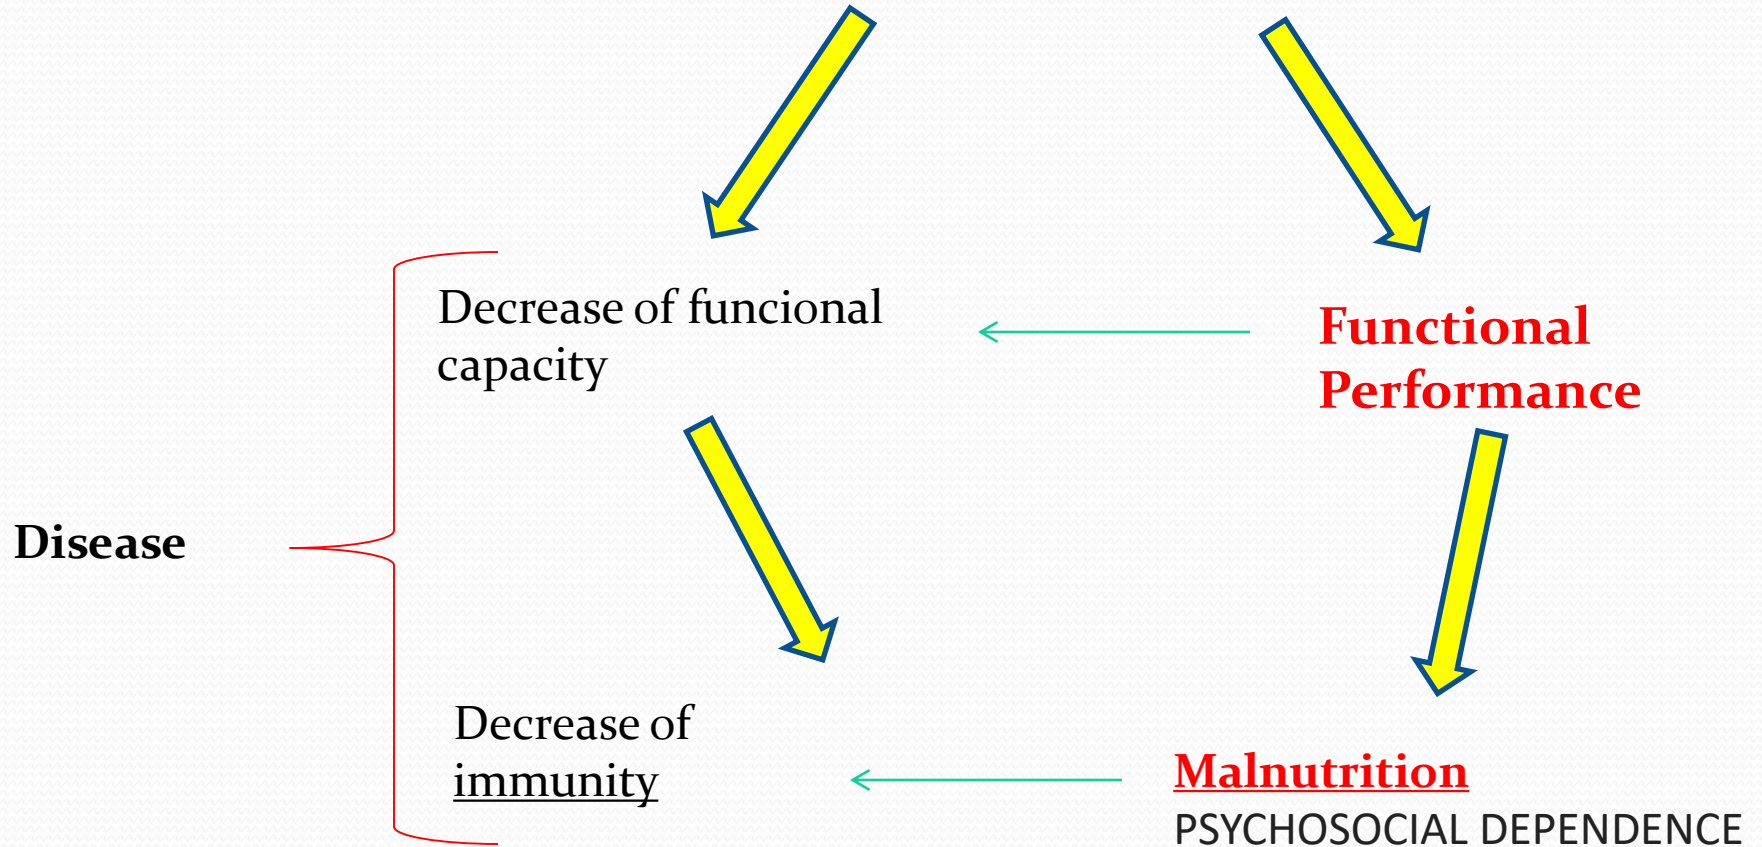 Decrease of funcional
capacity
Functional
Performance
Disease
Decrease of
immunity
Malnutrition
PSYCHOSOCIAL DEPENDENCE